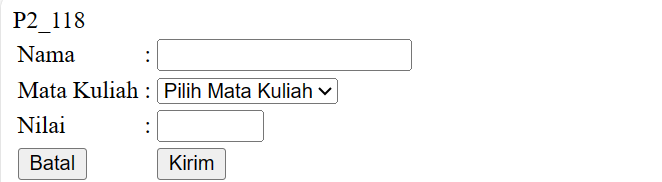 P2_118
Nama :
Mata Kuliah : Pilih Mata Kuliah
Nilai :
Batal Kirim